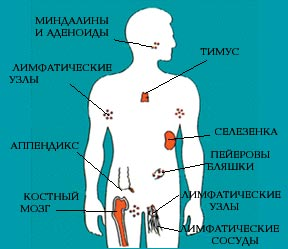 МИНДАЛИНЫ
И АДЕНОИДЫ
ТИМУС
ЛИМФАТИЧЕСКИЕ
УЗЛЫ
СЕЛЕЗЕНКА
АППЕНДИКС
ПЕЙЕРОВЫ
БЛЯШКИ
КОСТНЫЙ
МОЗГ
ЛИМФАТИЧЕСКИЕ
УЗЛЫ
ЛИМФАТИЧЕСКИЕ
СОСУДЫ